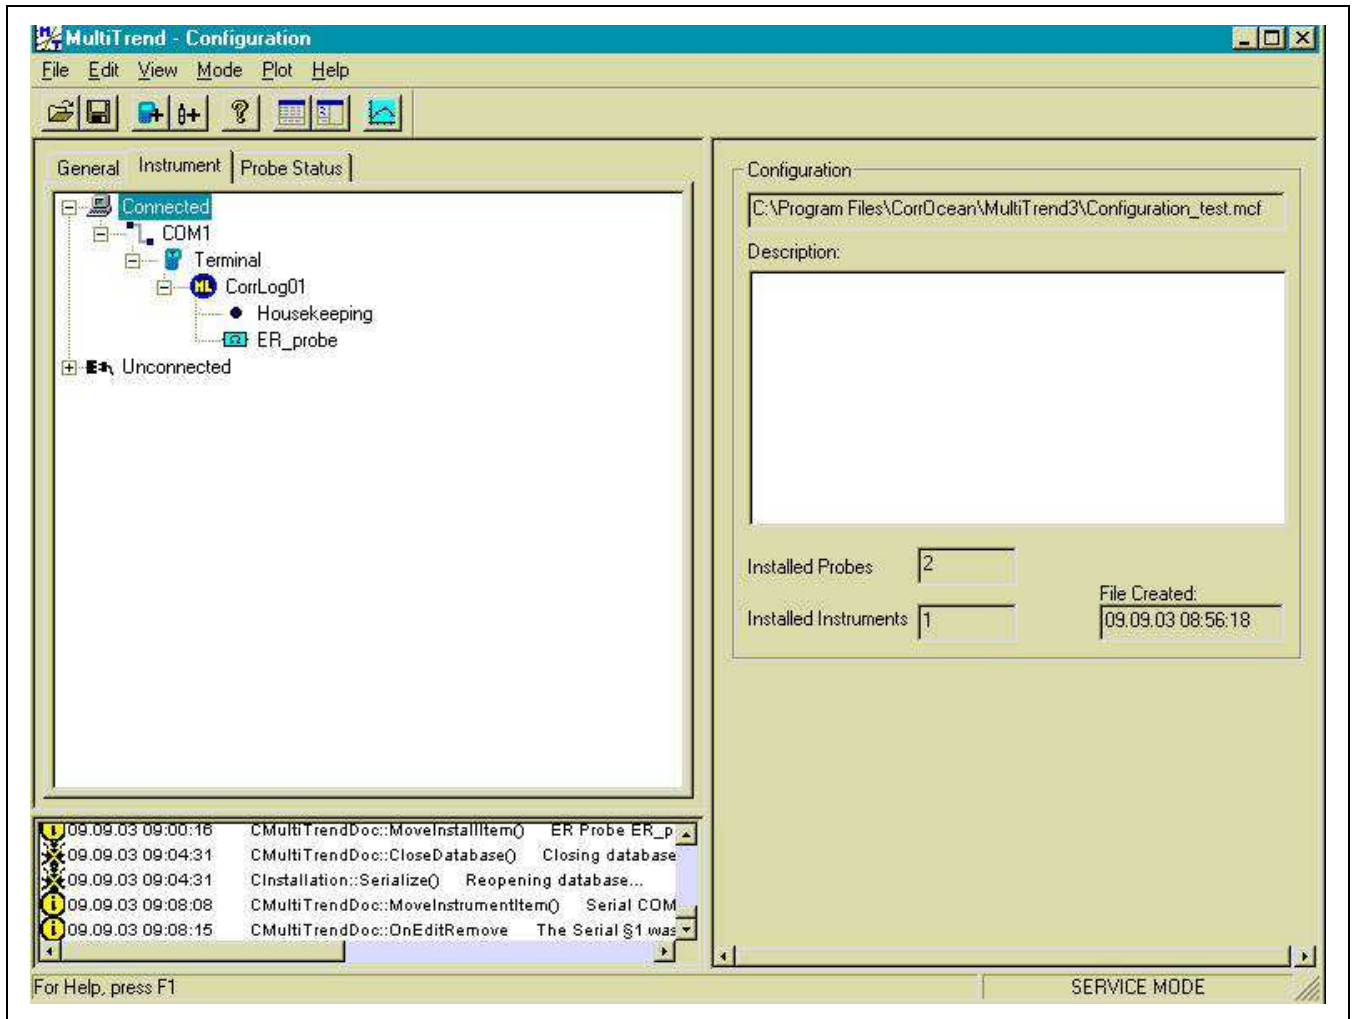 MultiTrend - Configuration
File Edit View Mode Plot Help
General Instrument Probe Status
Connected
COM1
Terminal
ML CorrLog01
Housekeeping
Ω ER_probe
Unconnected
Configuration
C:\Program Files\CorrOcean\MultiTrend3\Configuration_test.mcf
Description:
Installed Probes 2
File Created:
Installed Instruments 1 09.09.03 08:56:18
09.09.03 09:00:16 CMultiTrendDoc::MoveInstallItem() ER Probe ER_p
09.09.03 09:04:31 CMultiTrendDoc::CloseDatabase() Closing database
09.09.03 09:04:31 CInstallation::Serialize() Reopening database...
09.09.03 09:08:08 CMultiTrendDoc::MoveInstrumentItem() Serial COM
09.09.03 09:08:15 CMultiTrendDoc::OnEditRemove The Serial §1 was
For Help, press F1 SERVICE MODE